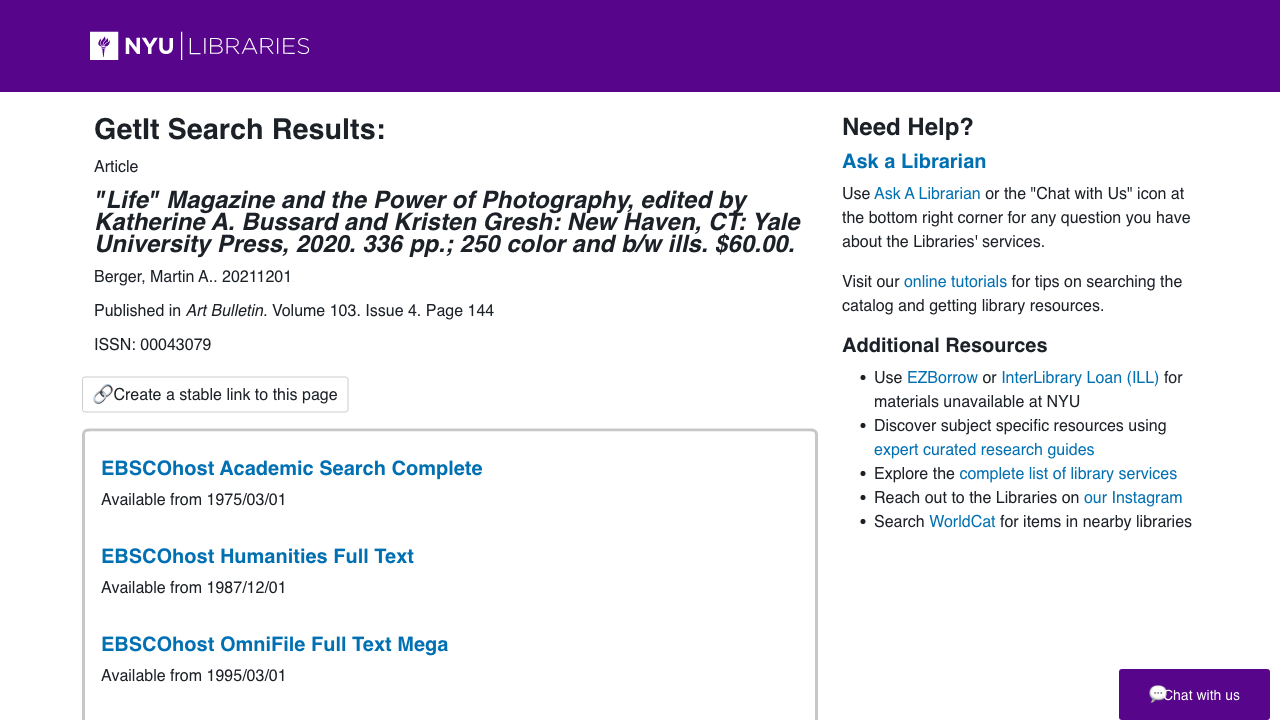 NYU LIBRARIES
GetIt Search Results:
Article
"Life" Magazine and the Power of Photography, edited by
Katherine A. Bussard and Kristen Gresh: New Haven, CT: Yale
University Press, 2020. 336 pp.; 250 color and b/w ills. $60.00.
Berger, Martin A.. 20211201
Published in Art Bulletin. Volume 103. Issue 4. Page 144
ISSN: 00043079
Create a stable link to this page
EBSCOhost Academic Search Complete
Available from 1975/03/01
EBSCOhost Humanities Full Text
Available from 1987/12/01
EBSCOhost OmniFile Full Text Mega
Available from 1995/03/01
Need Help?
Ask a Librarian
Use Ask A Librarian or the "Chat with Us" icon at
the bottom right corner for any question you have
about the Libraries' services.
Visit our online tutorials for tips on searching the
catalog and getting library resources.
Additional Resources
Use EZBorrow or InterLibrary Loan (ILL) for
materials unavailable at NYU
Discover subject specific resources using
expert curated research guides
Explore the complete list of library services
Reach out to the Libraries on our Instagram
Search WorldCat for items in nearby libraries
Chat with us